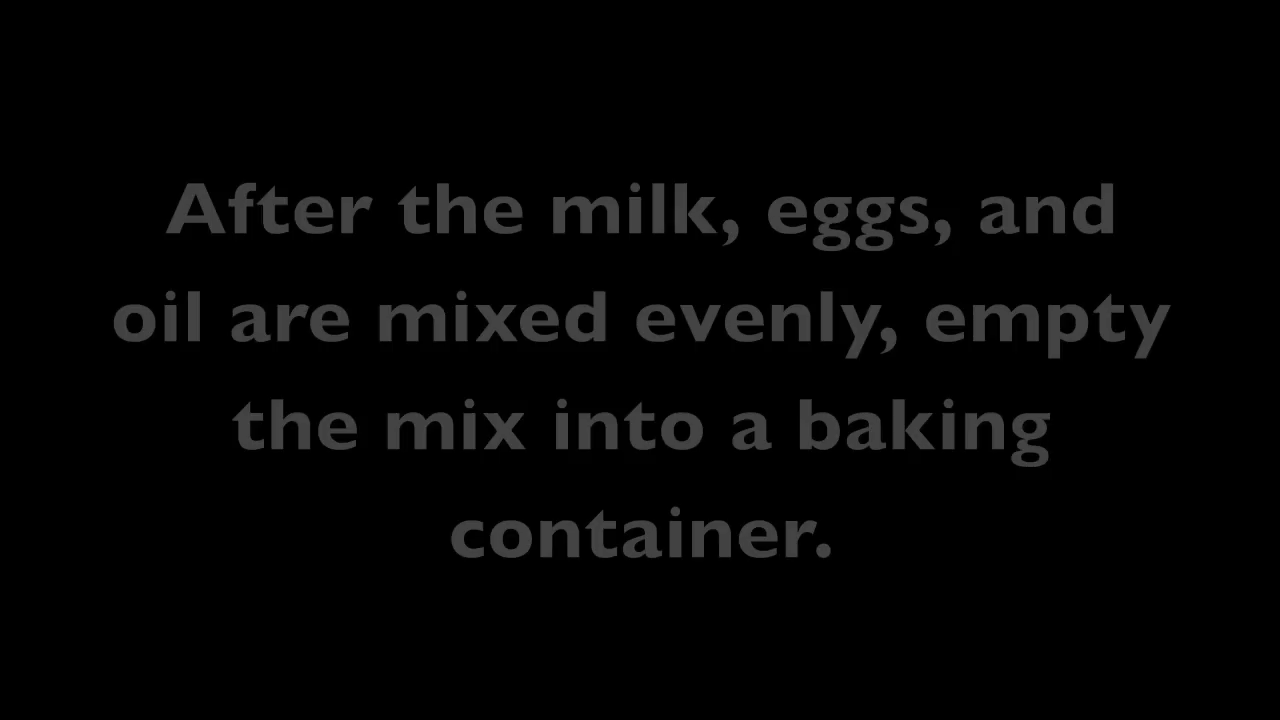 After the milk, eggs, and
oil are mixed evenly, empty
the mix into a baking
container.